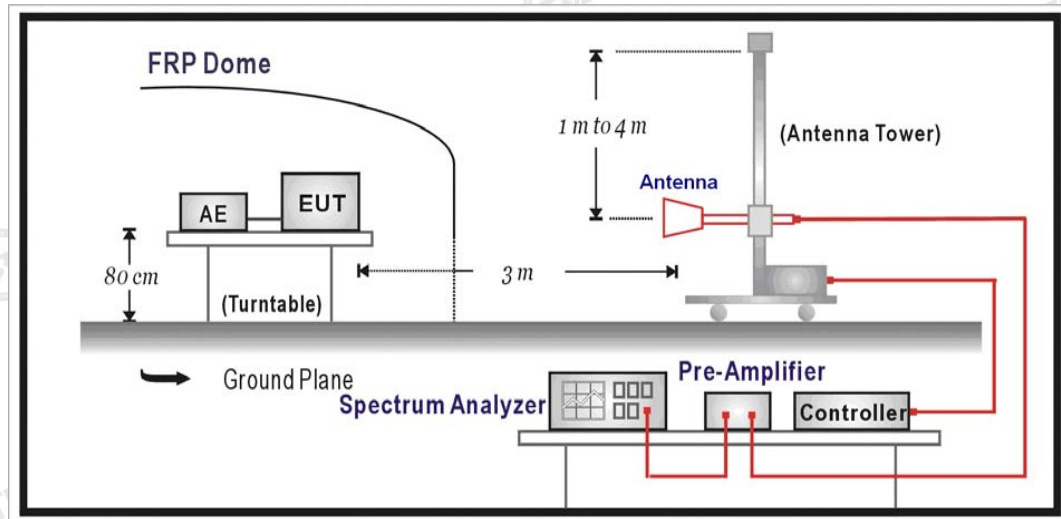 FRP Dome
1 m to 4 m
(Antenna Tower)
Antenna
AE
EUT
80 cm
3 m
(Turntable)
Ground Plane
Pre-Amplifier
Spectrum Analyzer
Controller